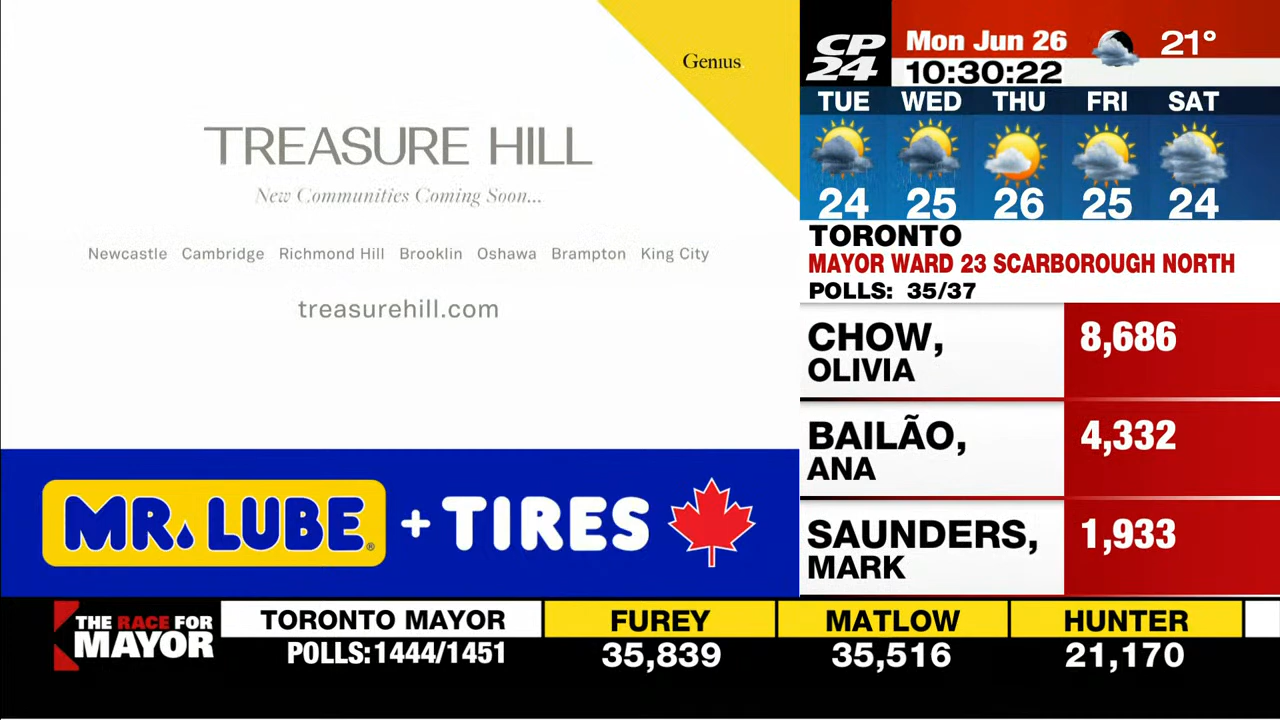 Genius
TREASURE HILL
New Communities Coming Soon...
Newcastle Cambridge Richmond Hill Brooklin Oshawa Brampton King City
treasurehill.com
MR. LUBE® + TIRES
CP 24
Mon Jun 26
21°
10:30:22
TUE WED THU FRI SAT
24 25 26 25 24
TORONTO
MAYOR WARD 23 SCARBOROUGH NORTH
POLLS: 35/37
CHOW, 8,686
OLIVIA
BAILÃO, 4,332
ANA
SAUNDERS, 1,933
MARK
THE RACE FOR
MAYOR
TORONTO MAYOR FUREY MATLOW HUNTER
POLLS:1444/1451 35,839 35,516 21,170